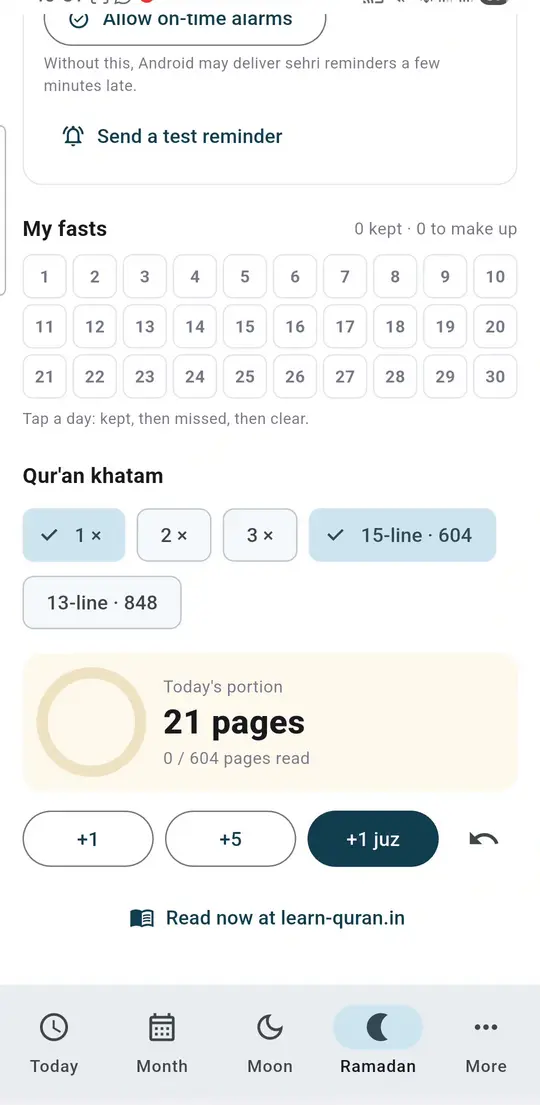 Allow on-time alarms
Without this, Android may deliver sehri reminders a few
minutes late.
Send a test reminder
My fasts
0 kept · 0 to make up
1 2 3 4 5 6 7 8 9 10
11 12 13 14 15 16 17 18 19 20
21 22 23 24 25 26 27 28 29 30
Tap a day: kept, then missed, then clear.
Qur'an khatam
1 × 2 × 3 × 15-line · 604
13-line · 848
Today's portion
21 pages
0 / 604 pages read
+1 +5 +1 juz
Read now at learn-quran.in
Today Month Moon Ramadan More